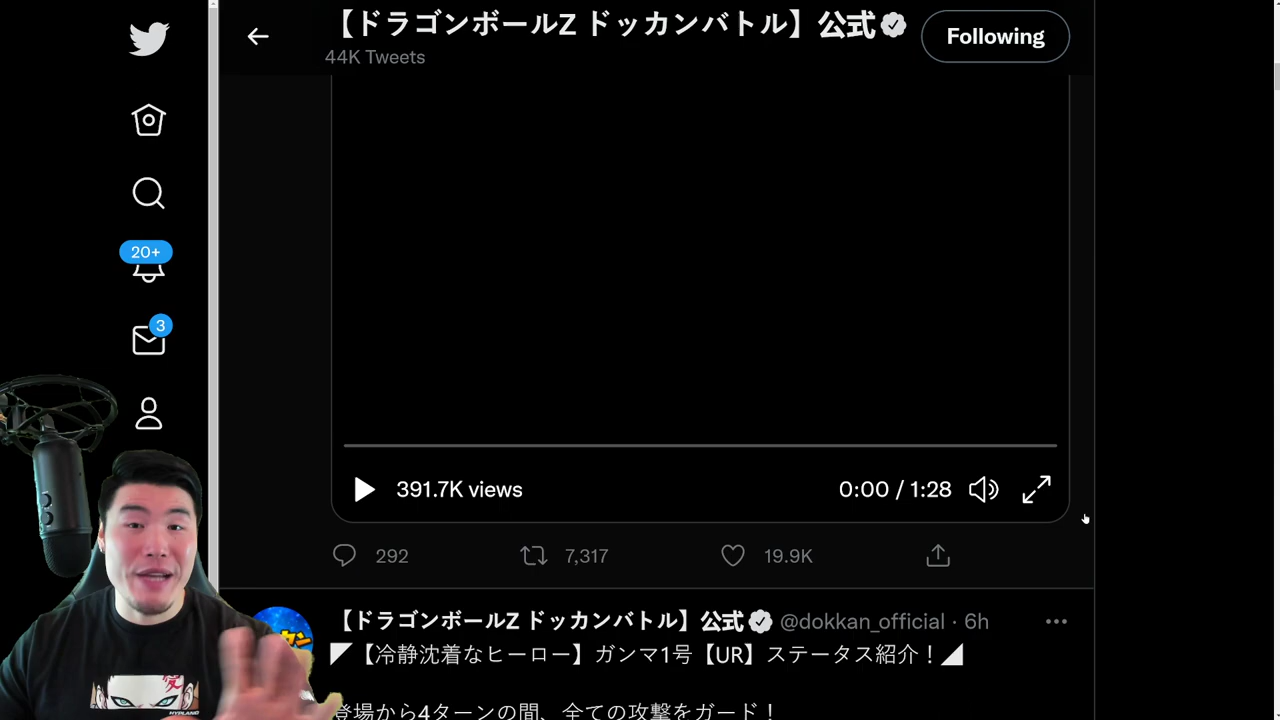 【ドラゴンボールZ ドッカンバトル】公式
44K Tweets
Following
20+
3
391.7K views
0:00 / 1:28
292
7,317
19.9K
【ドラゴンボールZ ドッカンバトル】公式 @dokkan_official · 6h
◤【冷静沈着なヒーロー】ガンマ1号【UR】ステータス紹介！◢
登場から4ターンの間、全ての攻撃をガード！
愛
HYPLAND